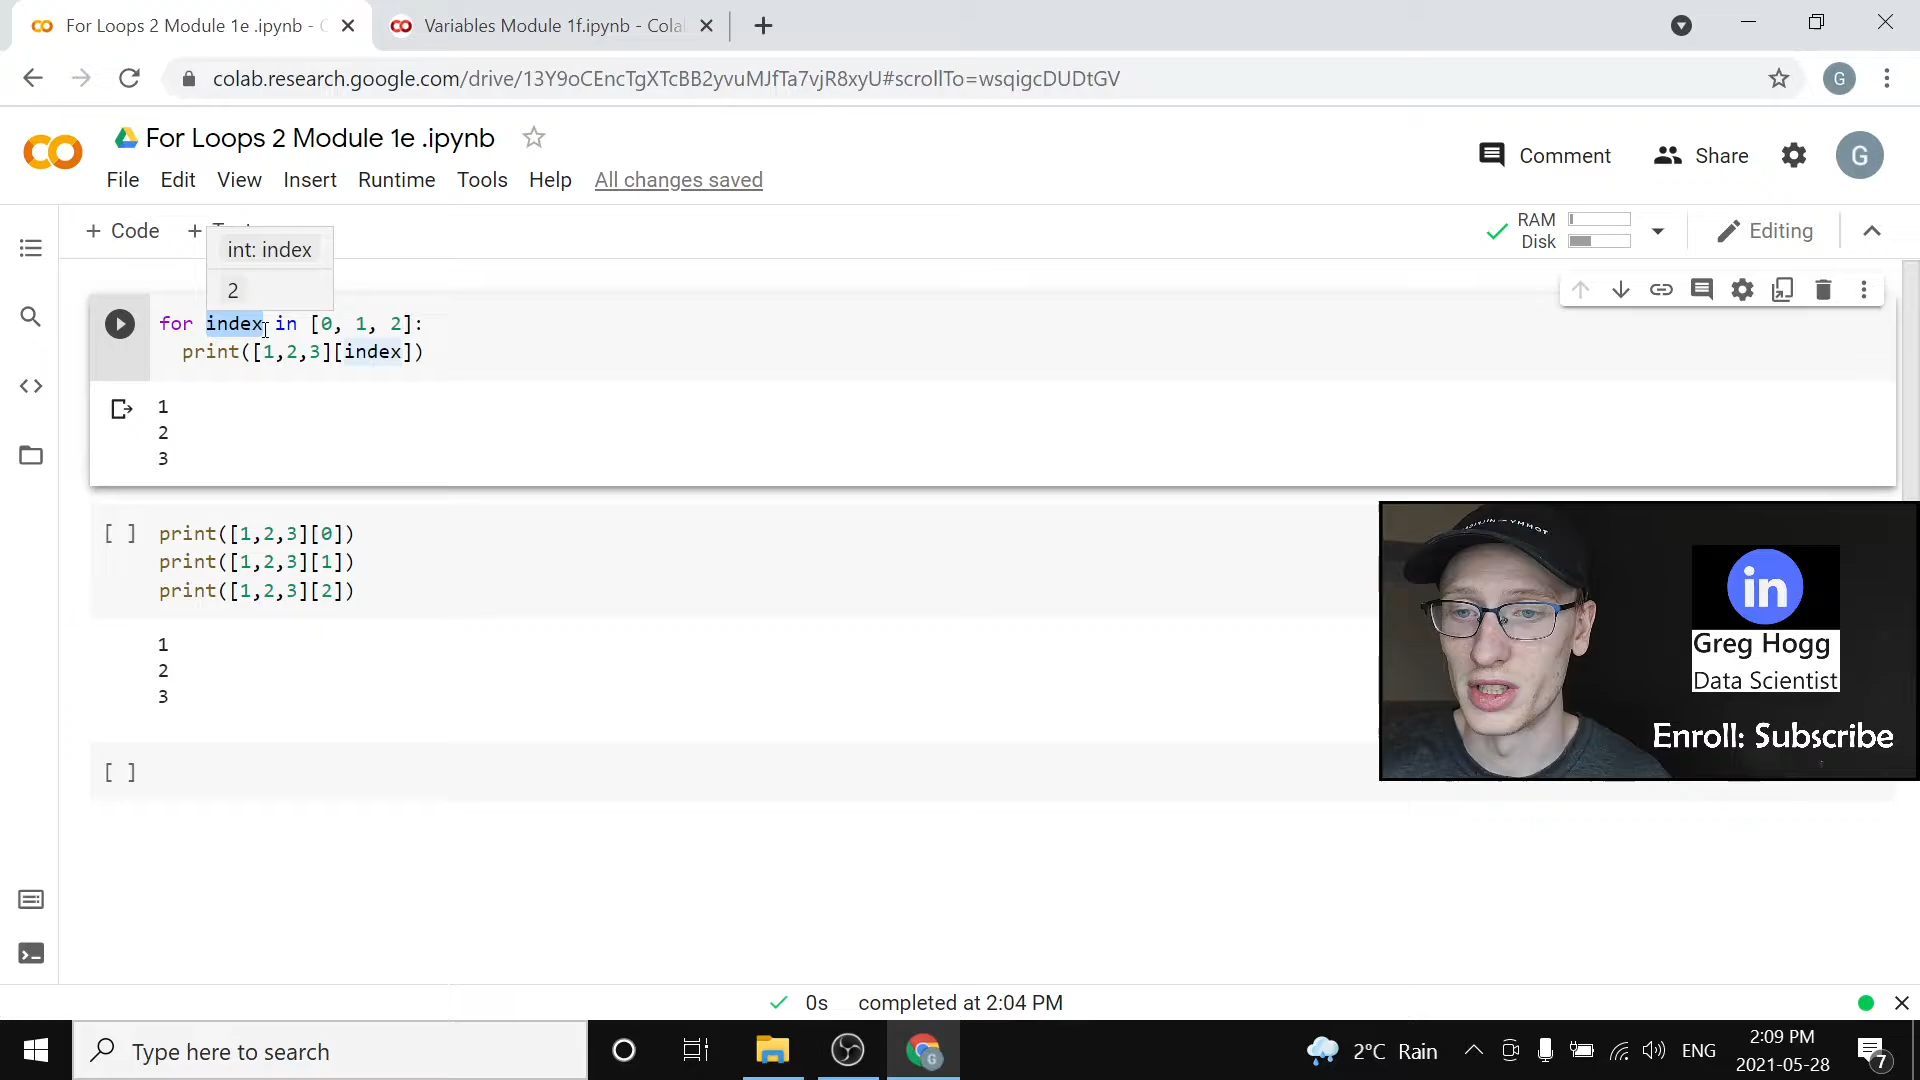 For Loops 2 Module 1e .ipynb - C
Variables Module 1f.ipynb - Cola
colab.research.google.com/drive/13Y9oCEncTgXTcBB2yvuMJfTa7vjR8xyU#scrollTo=wsqigcDUDtGV
G
For Loops 2 Module 1e .ipynb
Comment
Share
G
File Edit View Insert Runtime Tools Help All changes saved
+ Code +
RAM
Disk
Editing
int: index
2
for index in [0, 1, 2]:
print([1,2,3][index])
1
2
3
[ ]
print([1,2,3][0])
print([1,2,3][1])
print([1,2,3][2])
1
2
3
[ ]
in
Greg Hogg
Data Scientist
Enroll: Subscribe
0s completed at 2:04 PM
Type here to search
G
2°C Rain
ENG
2:09 PM
2021-05-28
7